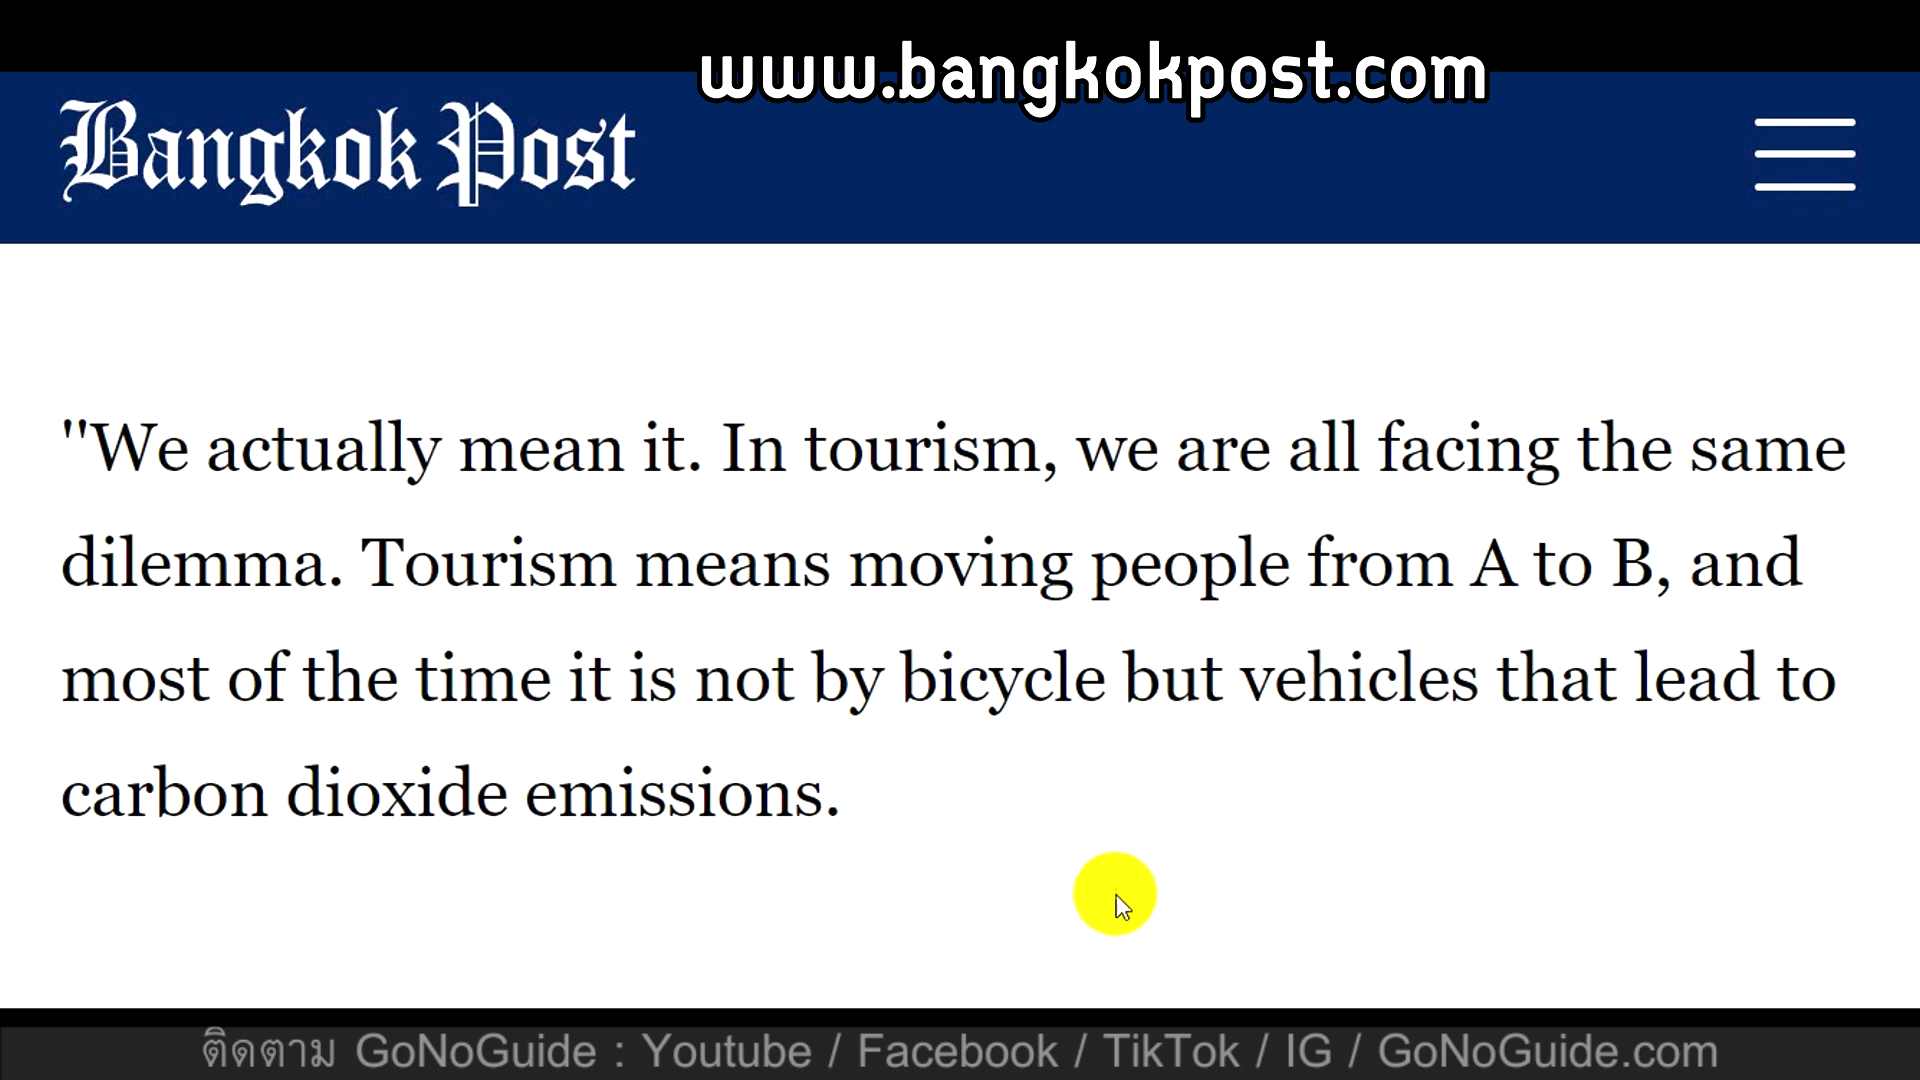 www.bangkokpost.com
Bangkok Post
"We actually mean it. In tourism, we are all facing the same
dilemma. Tourism means moving people from A to B, and
most of the time it is not by bicycle but vehicles that lead to
carbon dioxide emissions.
ติดตาม GoNoGuide : Youtube / Facebook / TikTok / IG / GoNoGuide.com